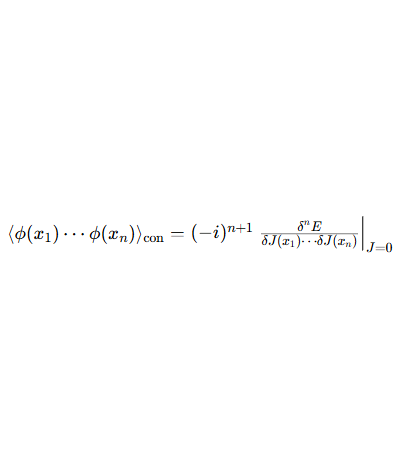 ⟨ϕ(x₁)⋯ϕ(xₙ)⟩_con = (−i)ⁿ⁺¹ δⁿE / δJ(x₁)⋯δJ(xₙ) |_{J=0}